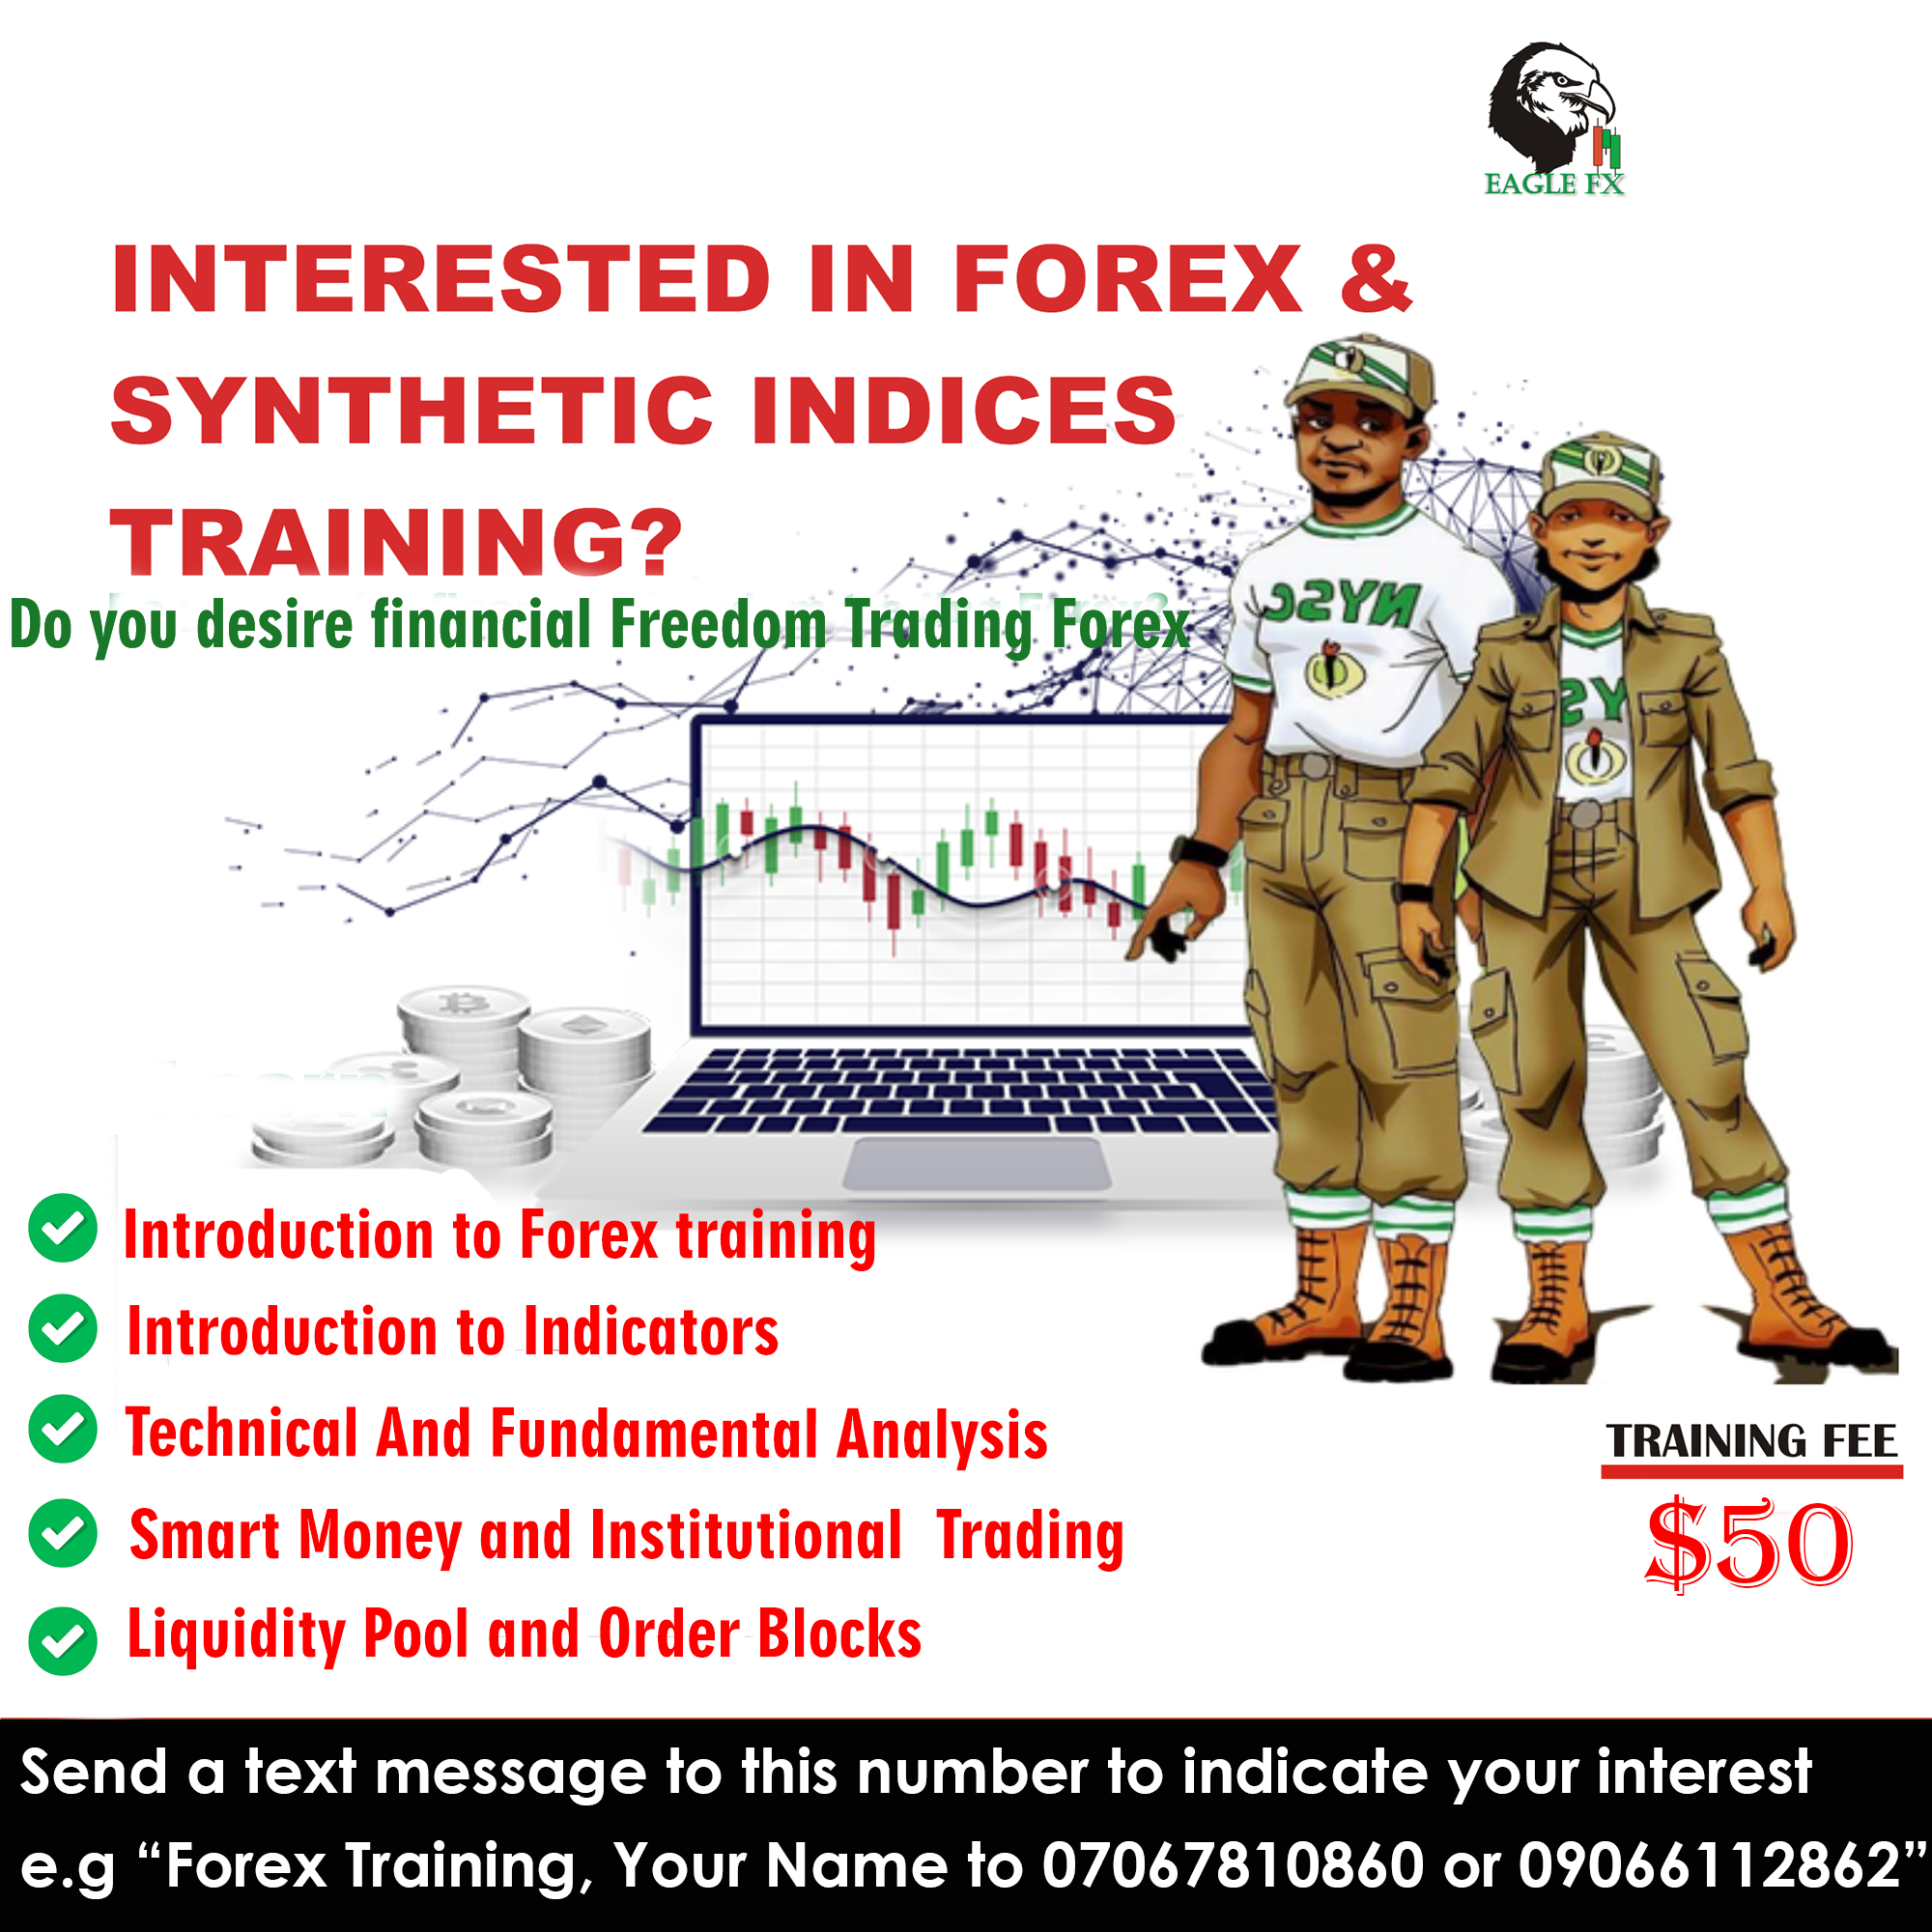 EAGLE FX
INTERESTED IN FOREX &
SYNTHETIC INDICES
TRAINING?
Do you desire financial Freedom Trading Forex
NYSC
YS
Introduction to Forex training
Introduction to Indicators
Technical And Fundamental Analysis
Smart Money and Institutional Trading
Liquidity Pool and Order Blocks
TRAINING FEE
$50
Send a text message to this number to indicate your interest
e.g “Forex Training, Your Name to 07067810860 or 09066112862”